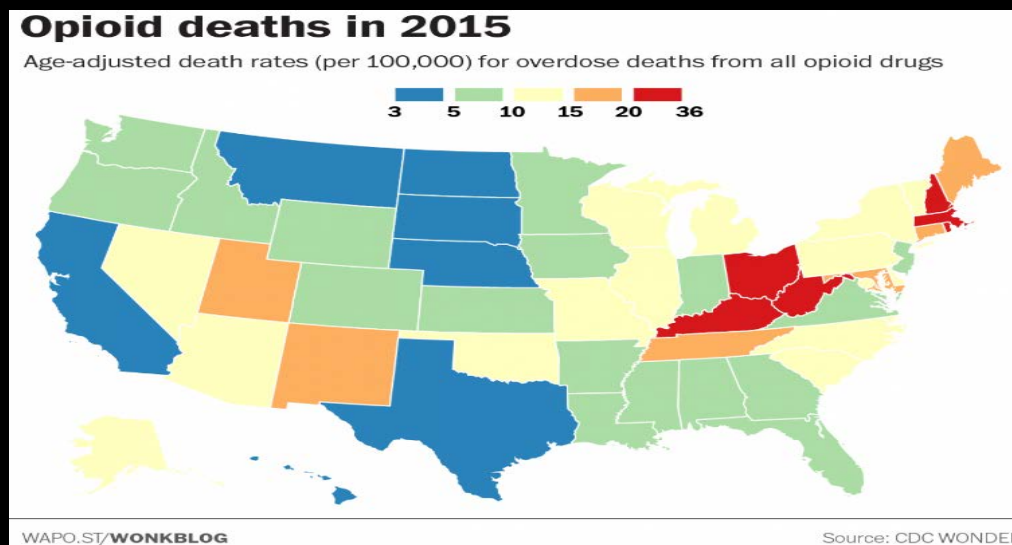 Opioid deaths in 2015
Age-adjusted death rates (per 100,000) for overdose deaths from all opioid drugs
3 5 10 15 20 36
WAPO.ST/WONKBLOG Source: CDC WONDER